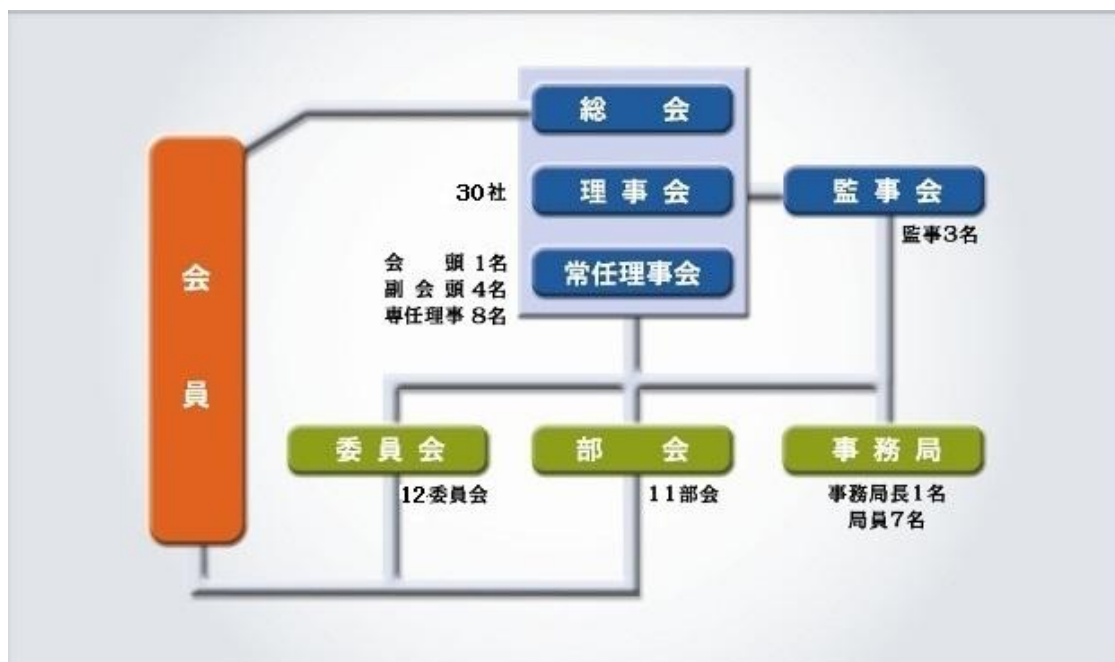 総 会
30社
理事会
監事会
監事3名
会 頭 1名
副会頭 4名
専任理事 8名
常任理事会
会員
委員会
12委員会
部 会
11部会
事務局
事務局長1名
局員7名